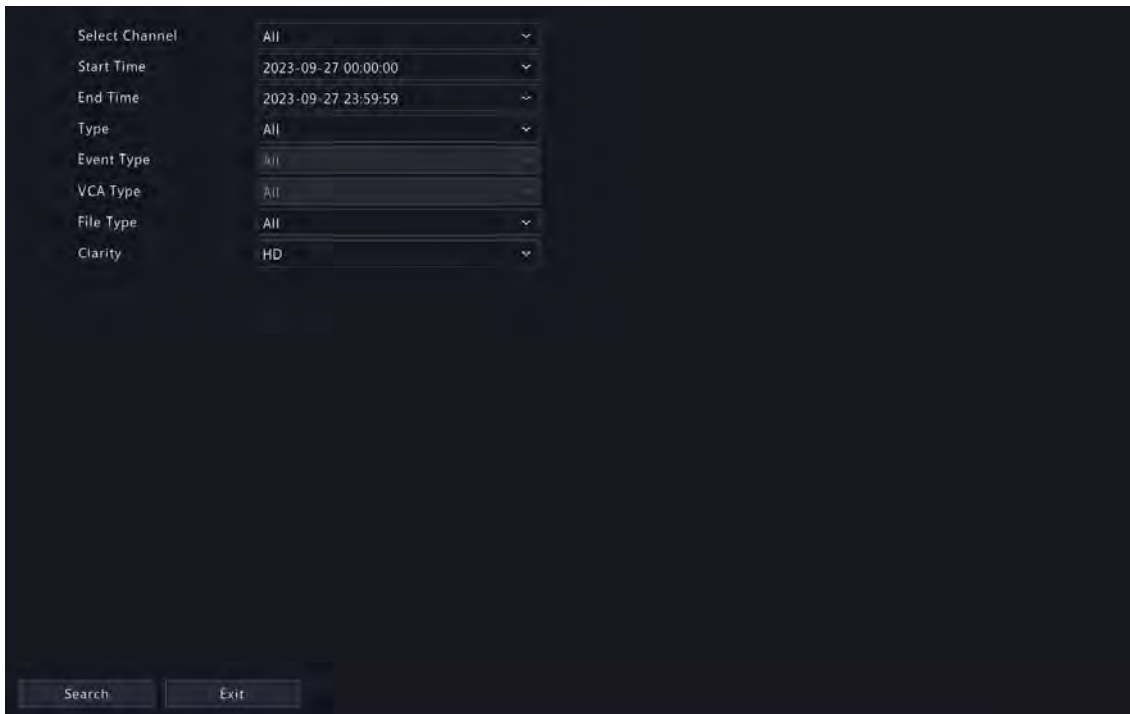 Select Channel All
Start Time 2023-09-27 00:00:00
End Time 2023-09-27 23:59:59
Type All
Event Type All
VCA Type All
File Type All
Clarity HD
Search Exit